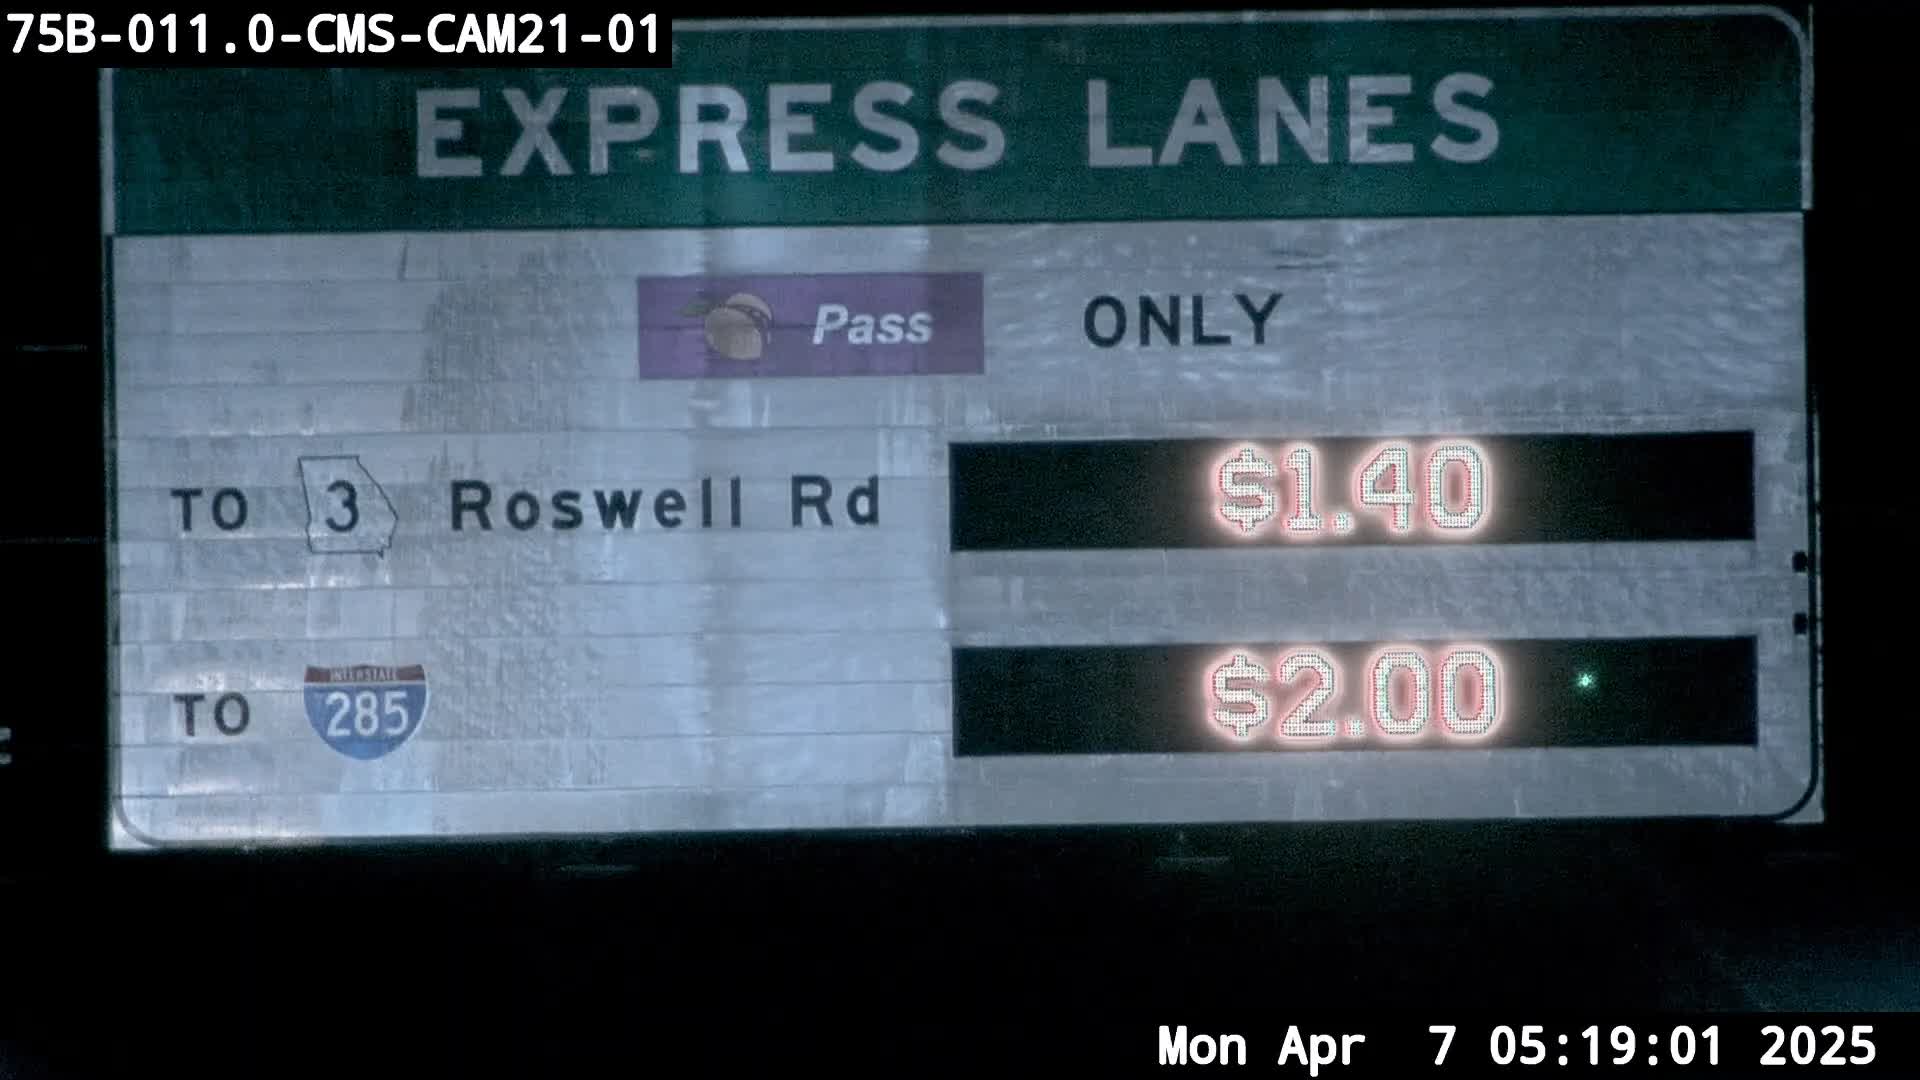 75B-011.0-CMS-CAM21-01
EXPRESS LANES
Pass ONLY
TO 3 Roswell Rd $1.40
TO INTERSTATE 285 $2.00
Mon Apr 7 05:19:01 2025